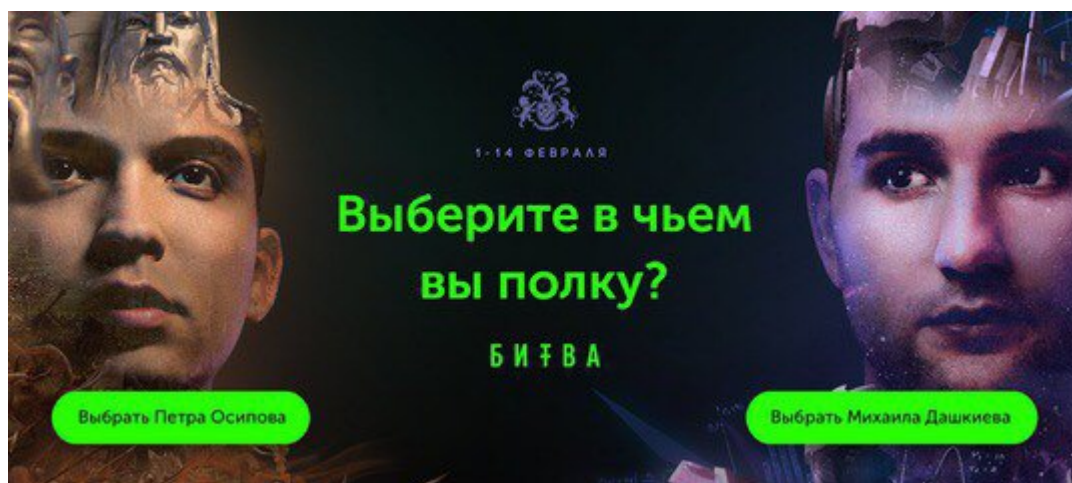 1-14 ФЕВРАЛЯ
Выберите в чьем
вы полку?
БИТВА
Выбрать Петра Осипова
Выбрать Михаила Дашкиева